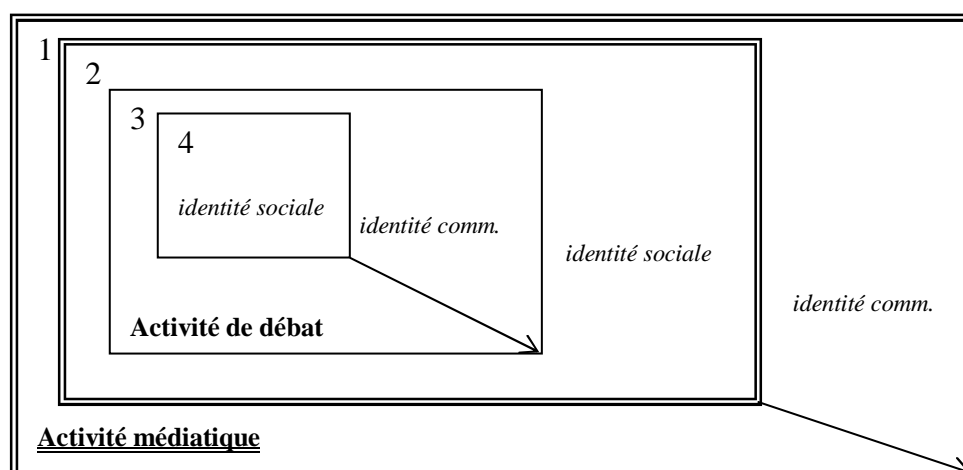 1
2
3
4
identité sociale
identité comm.
identité sociale
identité comm.
Activité de débat
Activité médiatique